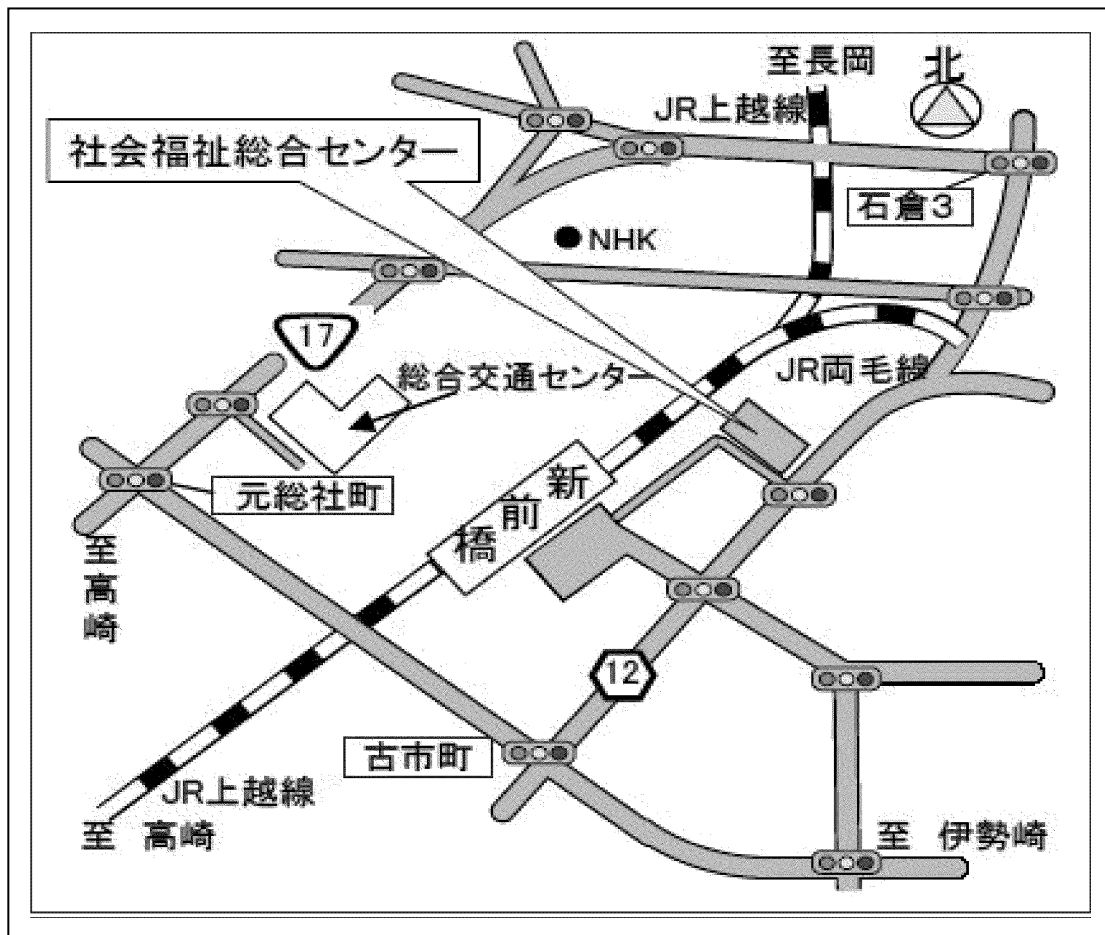 至長岡
北
JR上越線
社会福祉総合センター
石倉3
NHK
17
総合交通センター
JR両毛線
元総社町
新前橋
至高崎
12
古市町
JR上越線
至 高崎
至 伊勢崎